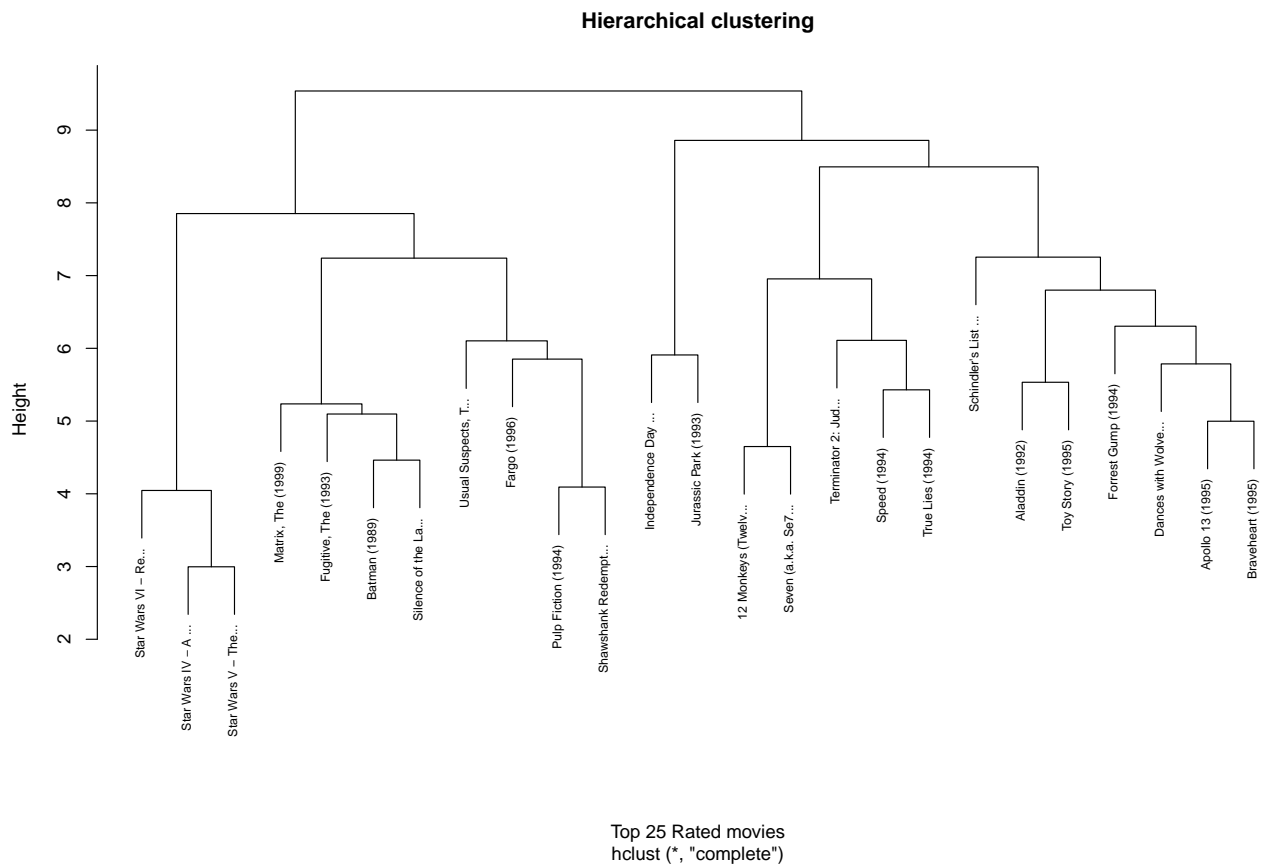 Hierarchical clustering
Height
9
8
7
6
5
4
3
2
Star Wars VI − Re...
Star Wars IV − A ...
Star Wars V − The...
Matrix, The (1999)
Fugitive, The (1993)
Batman (1989)
Silence of the La...
Usual Suspects, T...
Fargo (1996)
Pulp Fiction (1994)
Shawshank Redempt...
Independence Day ...
Jurassic Park (1993)
12 Monkeys (Twelv...
Seven (a.k.a. Se7...
Terminator 2: Jud...
Speed (1994)
True Lies (1994)
Schindler's List ...
Aladdin (1992)
Toy Story (1995)
Forrest Gump (1994)
Dances with Wolve...
Apollo 13 (1995)
Braveheart (1995)
Top 25 Rated movies
hclust (*, "complete")